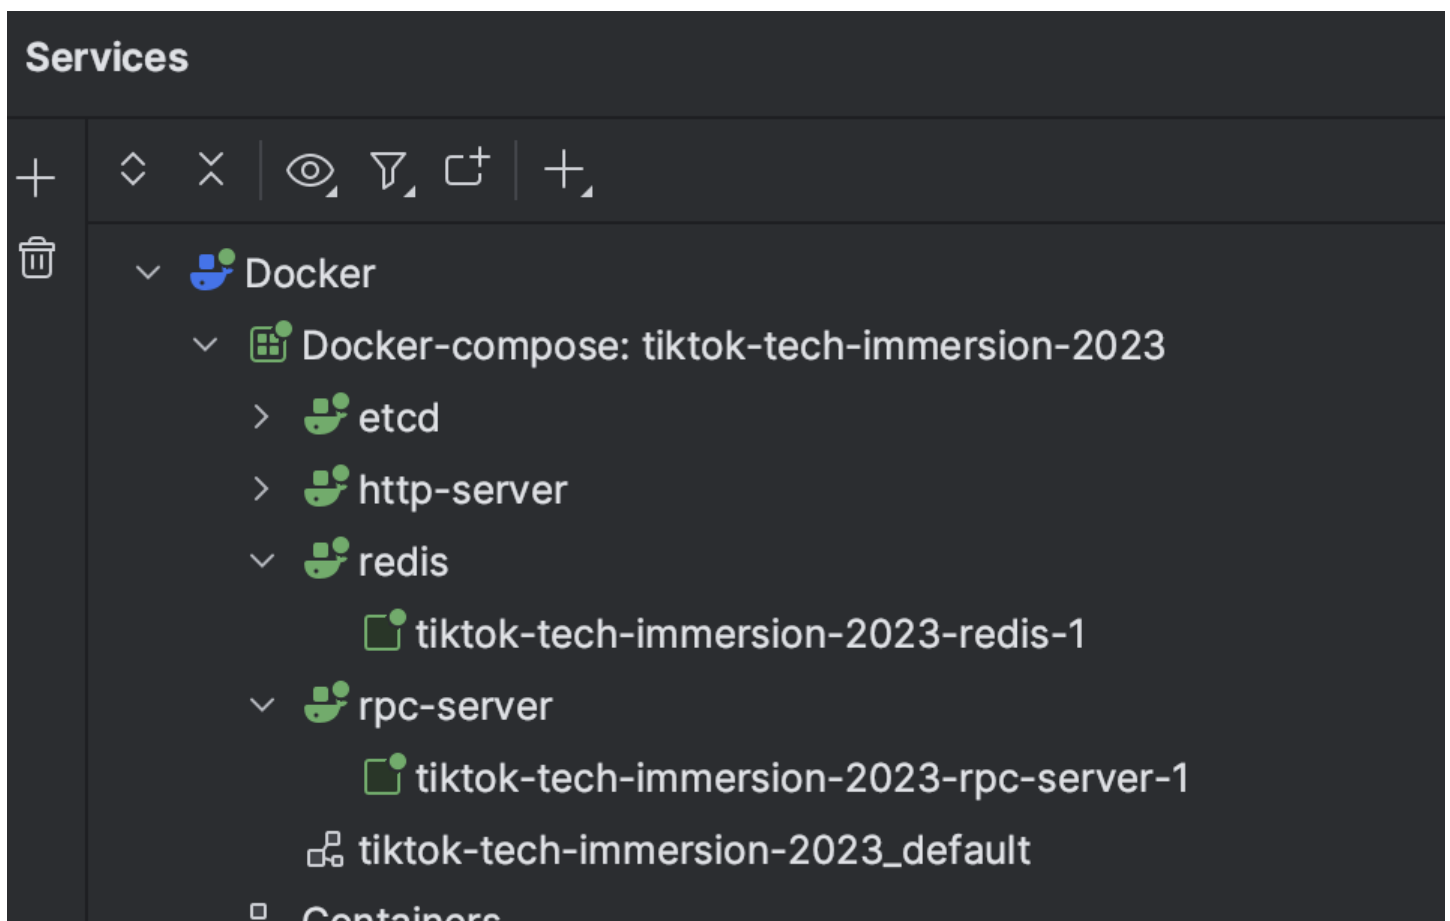 Services
Docker
Docker-compose: tiktok-tech-immersion-2023
etcd
http-server
redis
tiktok-tech-immersion-2023-redis-1
rpc-server
tiktok-tech-immersion-2023-rpc-server-1
tiktok-tech-immersion-2023_default
Containers